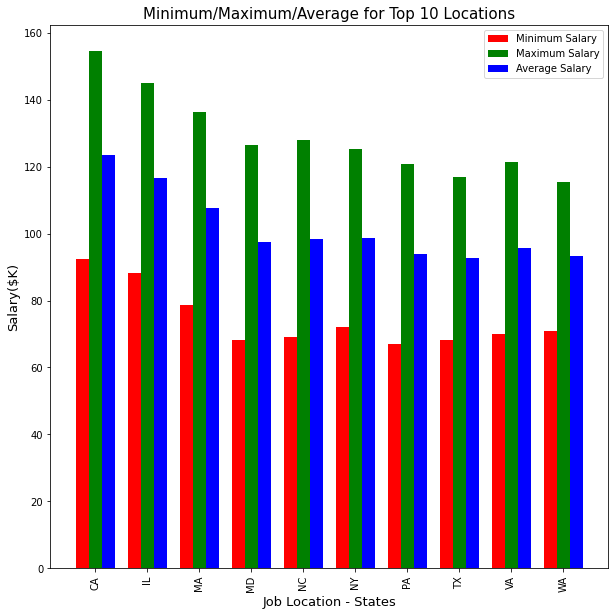 Minimum/Maximum/Average for Top 10 Locations
Minimum Salary
Maximum Salary
Average Salary
Salary($K)
160
140
120
100
80
60
40
20
0
CA
IL
MA
MD
NC
NY
PA
TX
VA
WA
Job Location - States